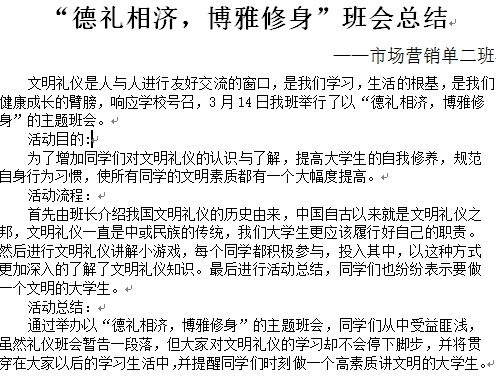 “德礼相济，博雅修身”班会总结
——市场营销单二班
文明礼仪是人与人进行友好交流的窗口，是我们学习，生活的根基，是我们
健康成长的臂膀，响应学校号召，3 月 14 日我班举行了以“德礼相济，博雅修
身”的主题班会。
活动目的:
为了增加同学们对文明礼仪的认识与了解，提高大学生的自我修养，规范
自身行为习惯，使所有同学的文明素质都有一个大幅度提高。
活动流程：
首先由班长介绍我国文明礼仪的历史由来，中国自古以来就是文明礼仪之
邦，文明礼仪一直是中或民族的传统，我们大学生更应该履行好自己的职责。
然后进行文明礼仪讲解小游戏，每个同学都积极参与，投入其中，以这种方式
更加深入的了解了文明礼仪知识。最后进行活动总结，同学们也纷纷表示要做
一个文明的大学生。
活动总结：
通过举办以“德礼相济，博雅修身”的主题班会，同学们从中受益匪浅，
虽然礼仪班会暂告一段落，但大家对文明礼仪的学习却不会停下脚步，并将贯
穿在大家以后的学习生活中,并提醒同学们时刻做一个高素质讲文明的大学生。